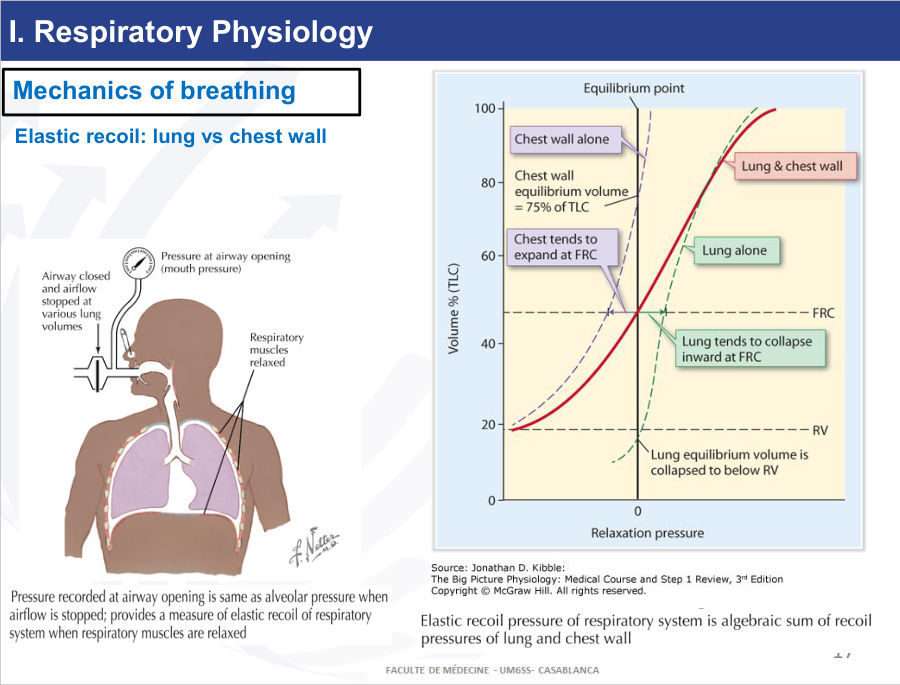 I. Respiratory Physiology
Mechanics of breathing
Elastic recoil: lung vs chest wall
Pressure at airway opening
(mouth pressure)
Airway closed
and airflow
stopped at
various lung
volumes
Respiratory
muscles
relaxed
F. Netter
M.D.
Pressure recorded at airway opening is same as alveolar pressure when
airflow is stopped; provides a measure of elastic recoil of respiratory
system when respiratory muscles are relaxed
Equilibrium point
100
80
60
40
20
0
Volume % (TLC)
Chest wall alone
Chest wall
equilibrium volume
= 75% of TLC
Chest tends to
expand at FRC
Lung & chest wall
Lung alone
FRC
Lung tends to collapse
inward at FRC
RV
Lung equilibrium volume is
collapsed to below RV
0
Relaxation pressure
Source: Jonathan D. Kibble:
The Big Picture Physiology: Medical Course and Step 1 Review, 3rd Edition
Copyright © McGraw Hill. All rights reserved.
Elastic recoil pressure of respiratory system is algebraic sum of recoil
pressures of lung and chest wall
FACULTE DE MÉDECINE - UM6SS- CASABLANCA